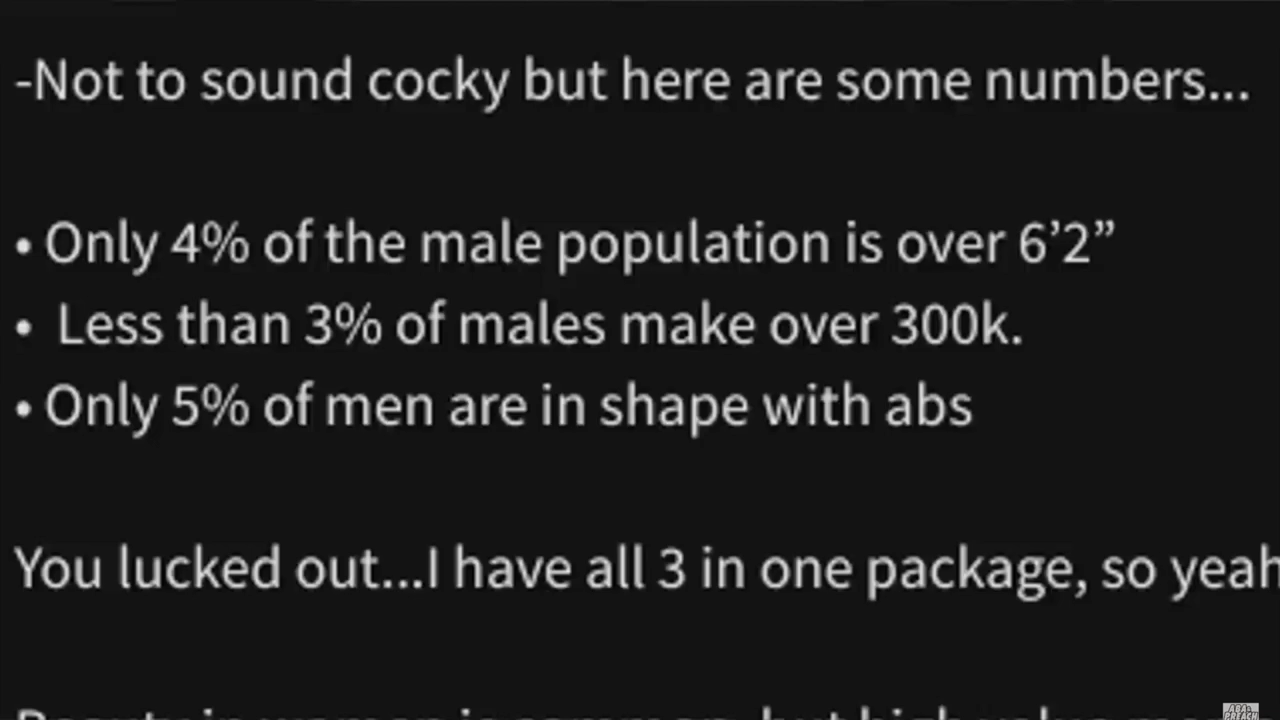 -Not to sound cocky but here are some numbers...
• Only 4% of the male population is over 6’2”
• Less than 3% of males make over 300k.
• Only 5% of men are in shape with abs
You lucked out...I have all 3 in one package, so yeah
ABA&
PREACH